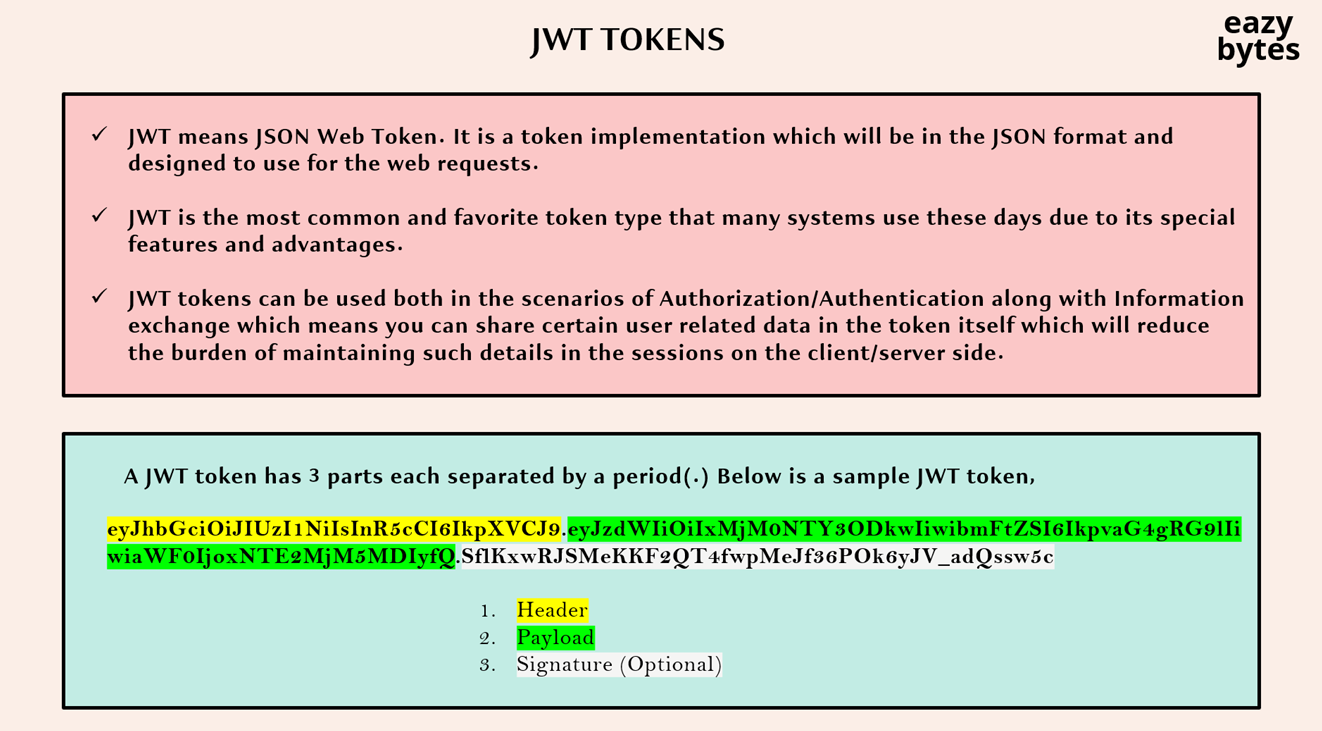 JWT TOKENS
eazy
bytes
✓ JWT means JSON Web Token. It is a token implementation which will be in the JSON format and
designed to use for the web requests.
✓ JWT is the most common and favorite token type that many systems use these days due to its special
features and advantages.
✓ JWT tokens can be used both in the scenarios of Authorization/Authentication along with Information
exchange which means you can share certain user related data in the token itself which will reduce
the burden of maintaining such details in the sessions on the client/server side.
A JWT token has 3 parts each separated by a period(.) Below is a sample JWT token,
eyJhbGciOiJIUzI1NiIsInR5cCI6IkpXVCJ9.eyJzdWIiOiIxMjM0NTY3ODkwIiwibmFtZSI6IkpvaG4gRG9lIi
wiaWF0IjoxNTE2MjM5MDIyfQ.SflKxwRJSMeKKF2QT4fwpMeJf36POk6yJV_adQssw5c
1. Header
2. Payload
3. Signature (Optional)